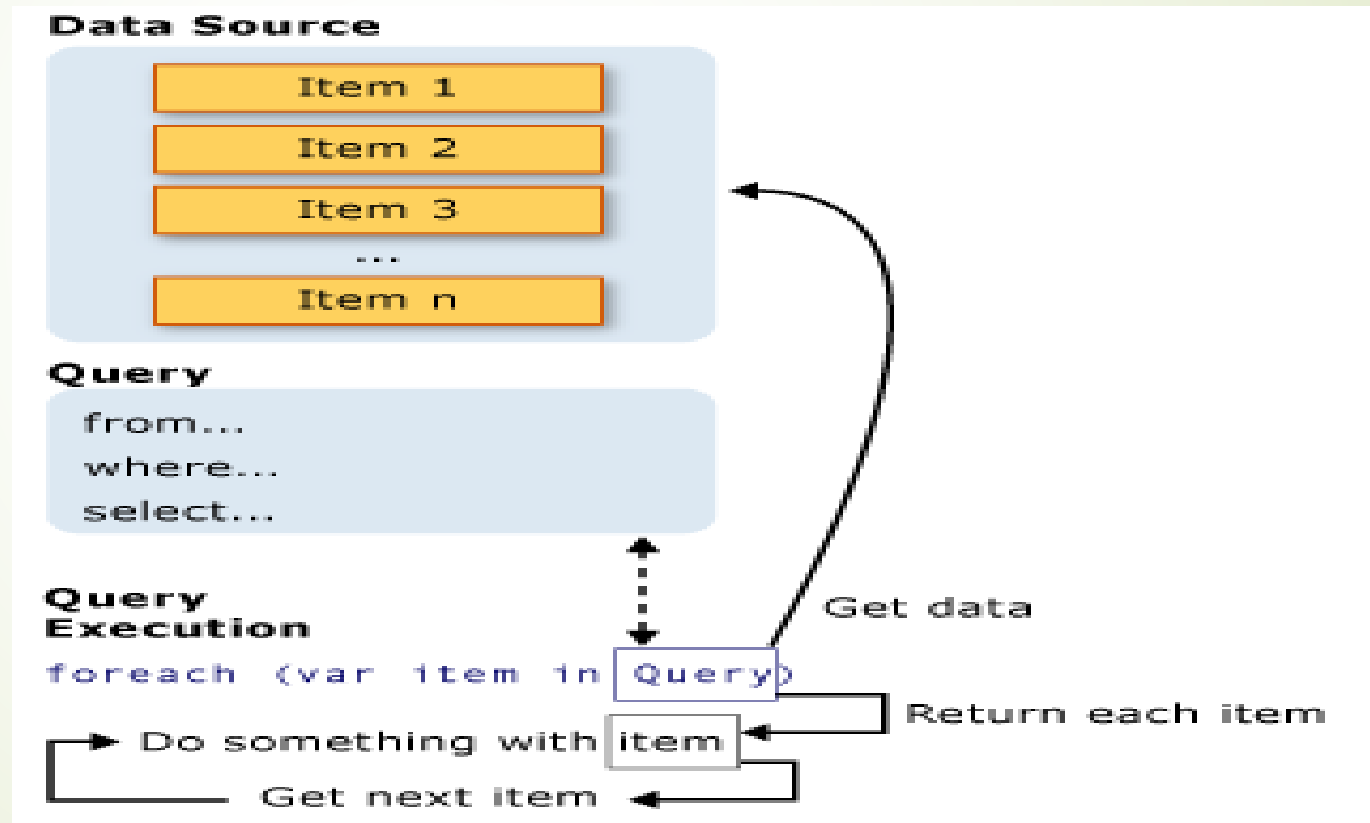 Data Source
Item 1
Item 2
Item 3
...
Item n
Query
from...
where...
select...
Query
Execution
Get data
foreach (var item in Query)
Return each item
Do something with item
Get next item